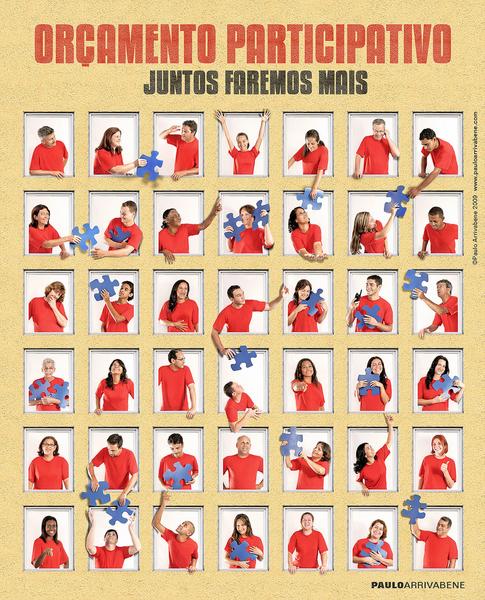 ORÇAMENTO PARTICIPATIVO
JUNTOS FAREMOS MAIS
©Paulo Arrivabene 2009 www.pauloarrivabene.com
PAULOARRIVABENE